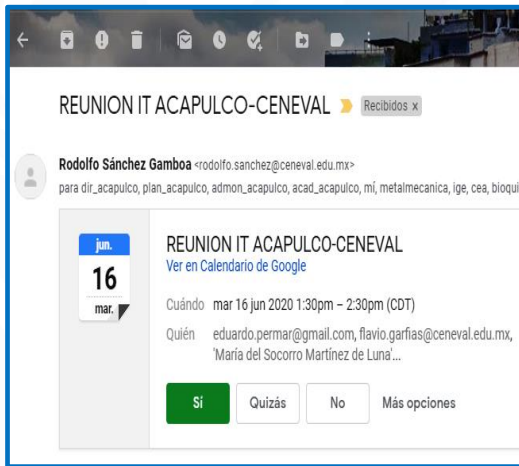 REUNION IT ACAPULCO-CENEVAL Recibidos x
Rodolfo Sánchez Gamboa <rodolfo.sanchez@ceneval.edu.mx>
para dir_acapulco, plan_acapulco, admon_acapulco, acad_acapulco, mí, metalmecanica, ige, cea, bioqui
jun.
16
mar.
REUNION IT ACAPULCO-CENEVAL
Ver en Calendario de Google
Cuándo mar 16 jun 2020 1:30pm – 2:30pm (CDT)
Quién eduardo.permar@gmail.com, flavio.garfias@ceneval.edu.mx,
'María del Socorro Martínez de Luna'...
Sí Quizás No Más opciones